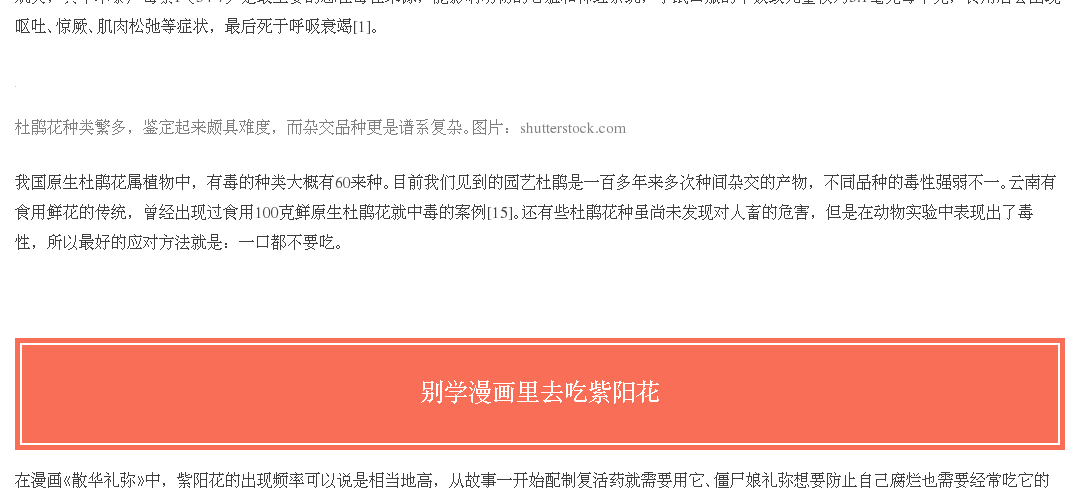 呕吐、惊厥、肌肉松弛等症状，最后死于呼吸衰竭[1]。
杜鹃花种类繁多，鉴定起来颇具难度，而杂交品种更是谱系复杂。图片：shutterstock.com
我国原生杜鹃花属植物中，有毒的种类大概有60来种。目前我们见到的园艺杜鹃是一百多年来多次种间杂交的产物，不同品种的毒性强弱不一。云南有
食用鲜花的传统，曾经出现过食用100克鲜原生杜鹃花就中毒的案例[15]。还有些杜鹃花种虽尚未发现对人畜的危害，但是在动物实验中表现出了毒
性，所以最好的应对方法就是：一口都不要吃。
别学漫画里去吃紫阳花
在漫画《散华礼弥》中，紫阳花的出现频率可以说是相当地高，从故事一开始配制复活药就需要用它、僵尸娘礼弥想要防止自己腐烂也需要经常吃它的